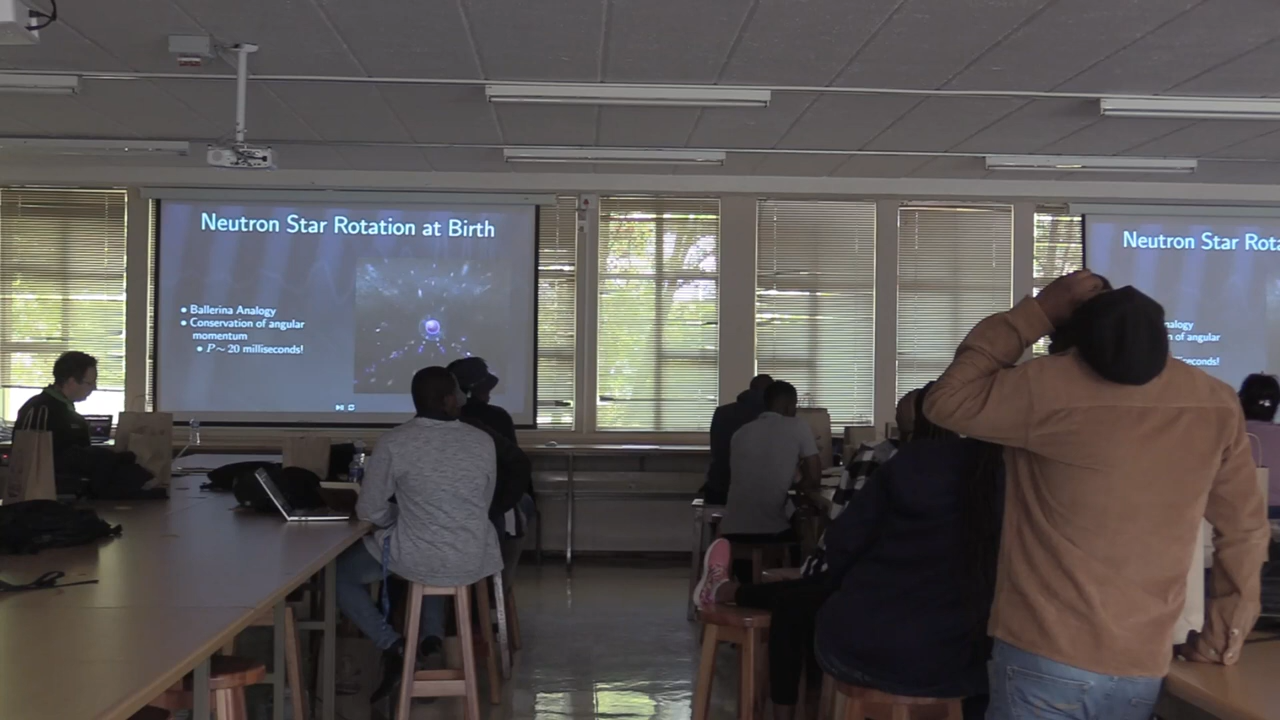 Neutron Star Rotation at Birth
• Ballerina Analogy
• Conservation of angular
momentum
• P ~ 20 milliseconds!
Neutron Star Rota
alogy
n of angular
seconds!